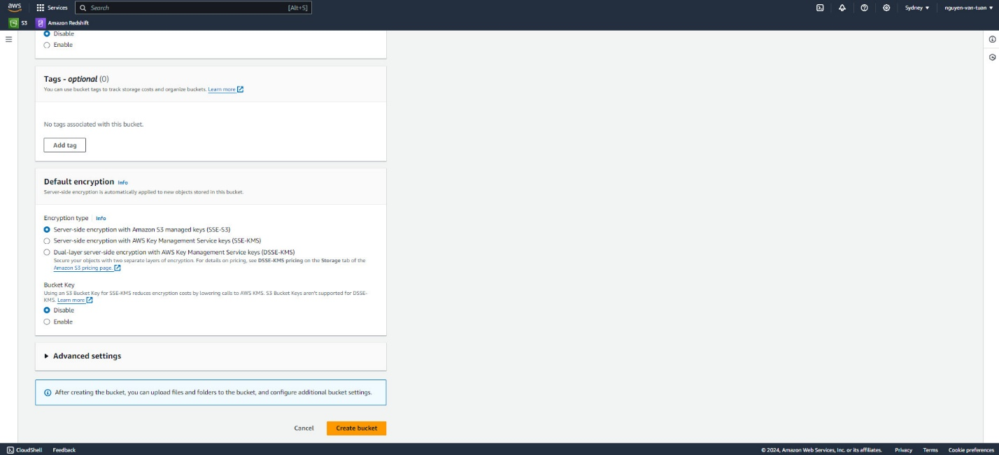 aws Services Search [Alt+S] Sydney ▼ nguyen-van-tuan ▼
S3 Amazon Redshift
Disable
Enable
Tags - optional (0)
You can use bucket tags to track storage costs and organize buckets. Learn more
No tags associated with this bucket.
Add tag
Default encryption Info
Server-side encryption is automatically applied to new objects stored in this bucket.
Encryption type Info
Server-side encryption with Amazon S3 managed keys (SSE-S3)
Server-side encryption with AWS Key Management Service keys (SSE-KMS)
Dual-layer server-side encryption with AWS Key Management Service keys (DSSE-KMS)
Secure your objects with two separate layers of encryption. For details on pricing, see DSSE-KMS pricing on the Storage tab of the
Amazon S3 pricing page.
Bucket Key
Using an S3 Bucket Key for SSE-KMS reduces encryption costs by lowering calls to AWS KMS. S3 Bucket Keys aren't supported for DSSE-
KMS. Learn more
Disable
Enable
Advanced settings
After creating the bucket, you can upload files and folders to the bucket, and configure additional bucket settings.
Cancel Create bucket
CloudShell Feedback © 2024, Amazon Web Services, Inc. or its affiliates. Privacy Terms Cookie preferences